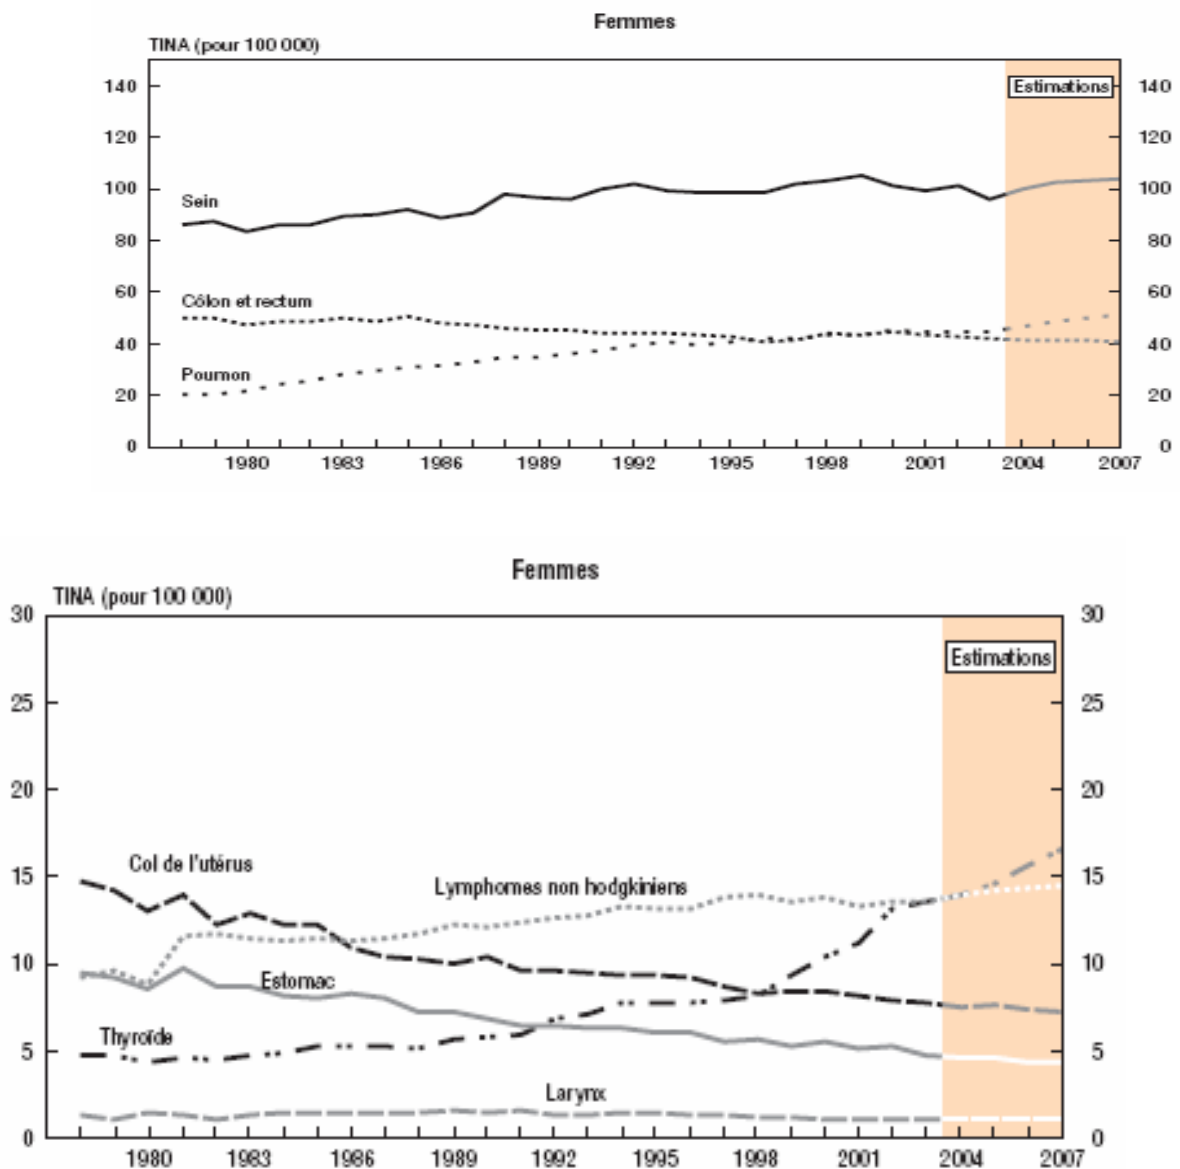 Femmes
TINA (pour 100 000)
140 140
Estimations
120 120
100 100
Sein
80 80
60 60
Côlon et rectum
40 40
Poumon
20 20
0 0
1980 1983 1986 1989 1992 1995 1998 2001 2004 2007
Femmes
TINA (pour 100 000)
30 30
Estimations
25 25
20 20
Col de l'utérus
15 15
Lymphomes non hodgkiniens
10 10
Estomac
Thyroïde
5 5
Larynx
0 0
1980 1983 1986 1989 1992 1995 1998 2001 2004 2007